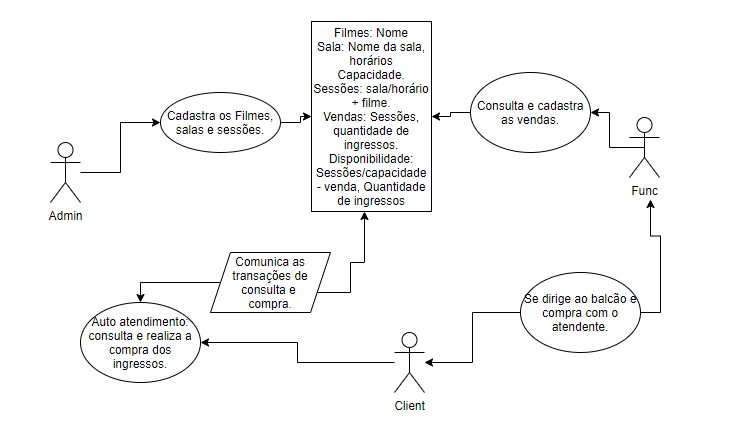 Filmes: Nome
Sala: Nome da sala,
horários
Capacidade.
Sessões: sala/horário
+ filme.
Vendas: Sessões,
quantidade de
ingressos.
Disponibilidade:
Sessões/capacidade
- venda, Quantidade
de ingressos
Cadastra os Filmes,
salas e sessões.
Consulta e cadastra
as vendas.
Admin
Func
Comunica as
transações de
consulta e
compra.
Se dirige ao balcão e
compra com o
atendente.
Auto atendimento:
consulta e realiza a
compra dos
ingressos.
Client